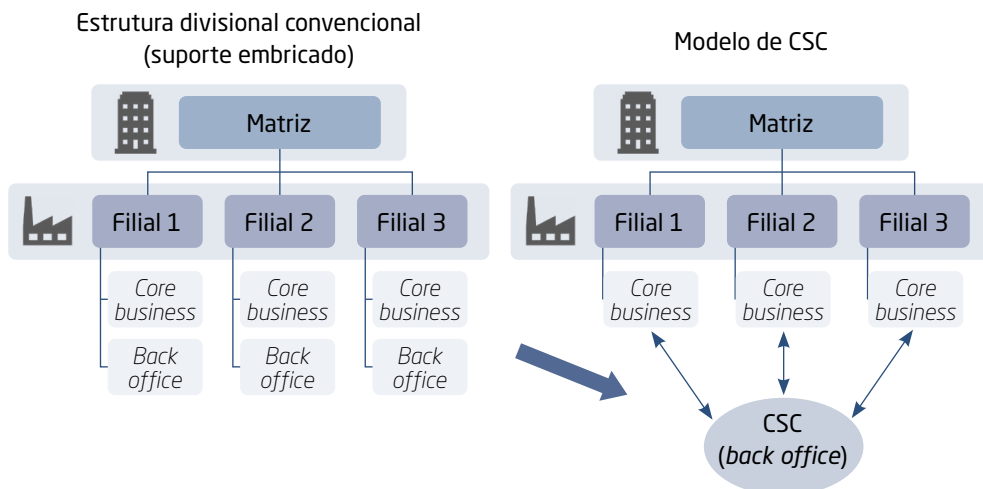 Estrutura divisional convencional
(suporte embricado)
Matriz
Filial 1
Filial 2
Filial 3
Core
business
Core
business
Core
business
Back
office
Back
office
Back
office
Modelo de CSC
Matriz
Filial 1
Filial 2
Filial 3
Core
business
Core
business
Core
business
CSC
(back office)